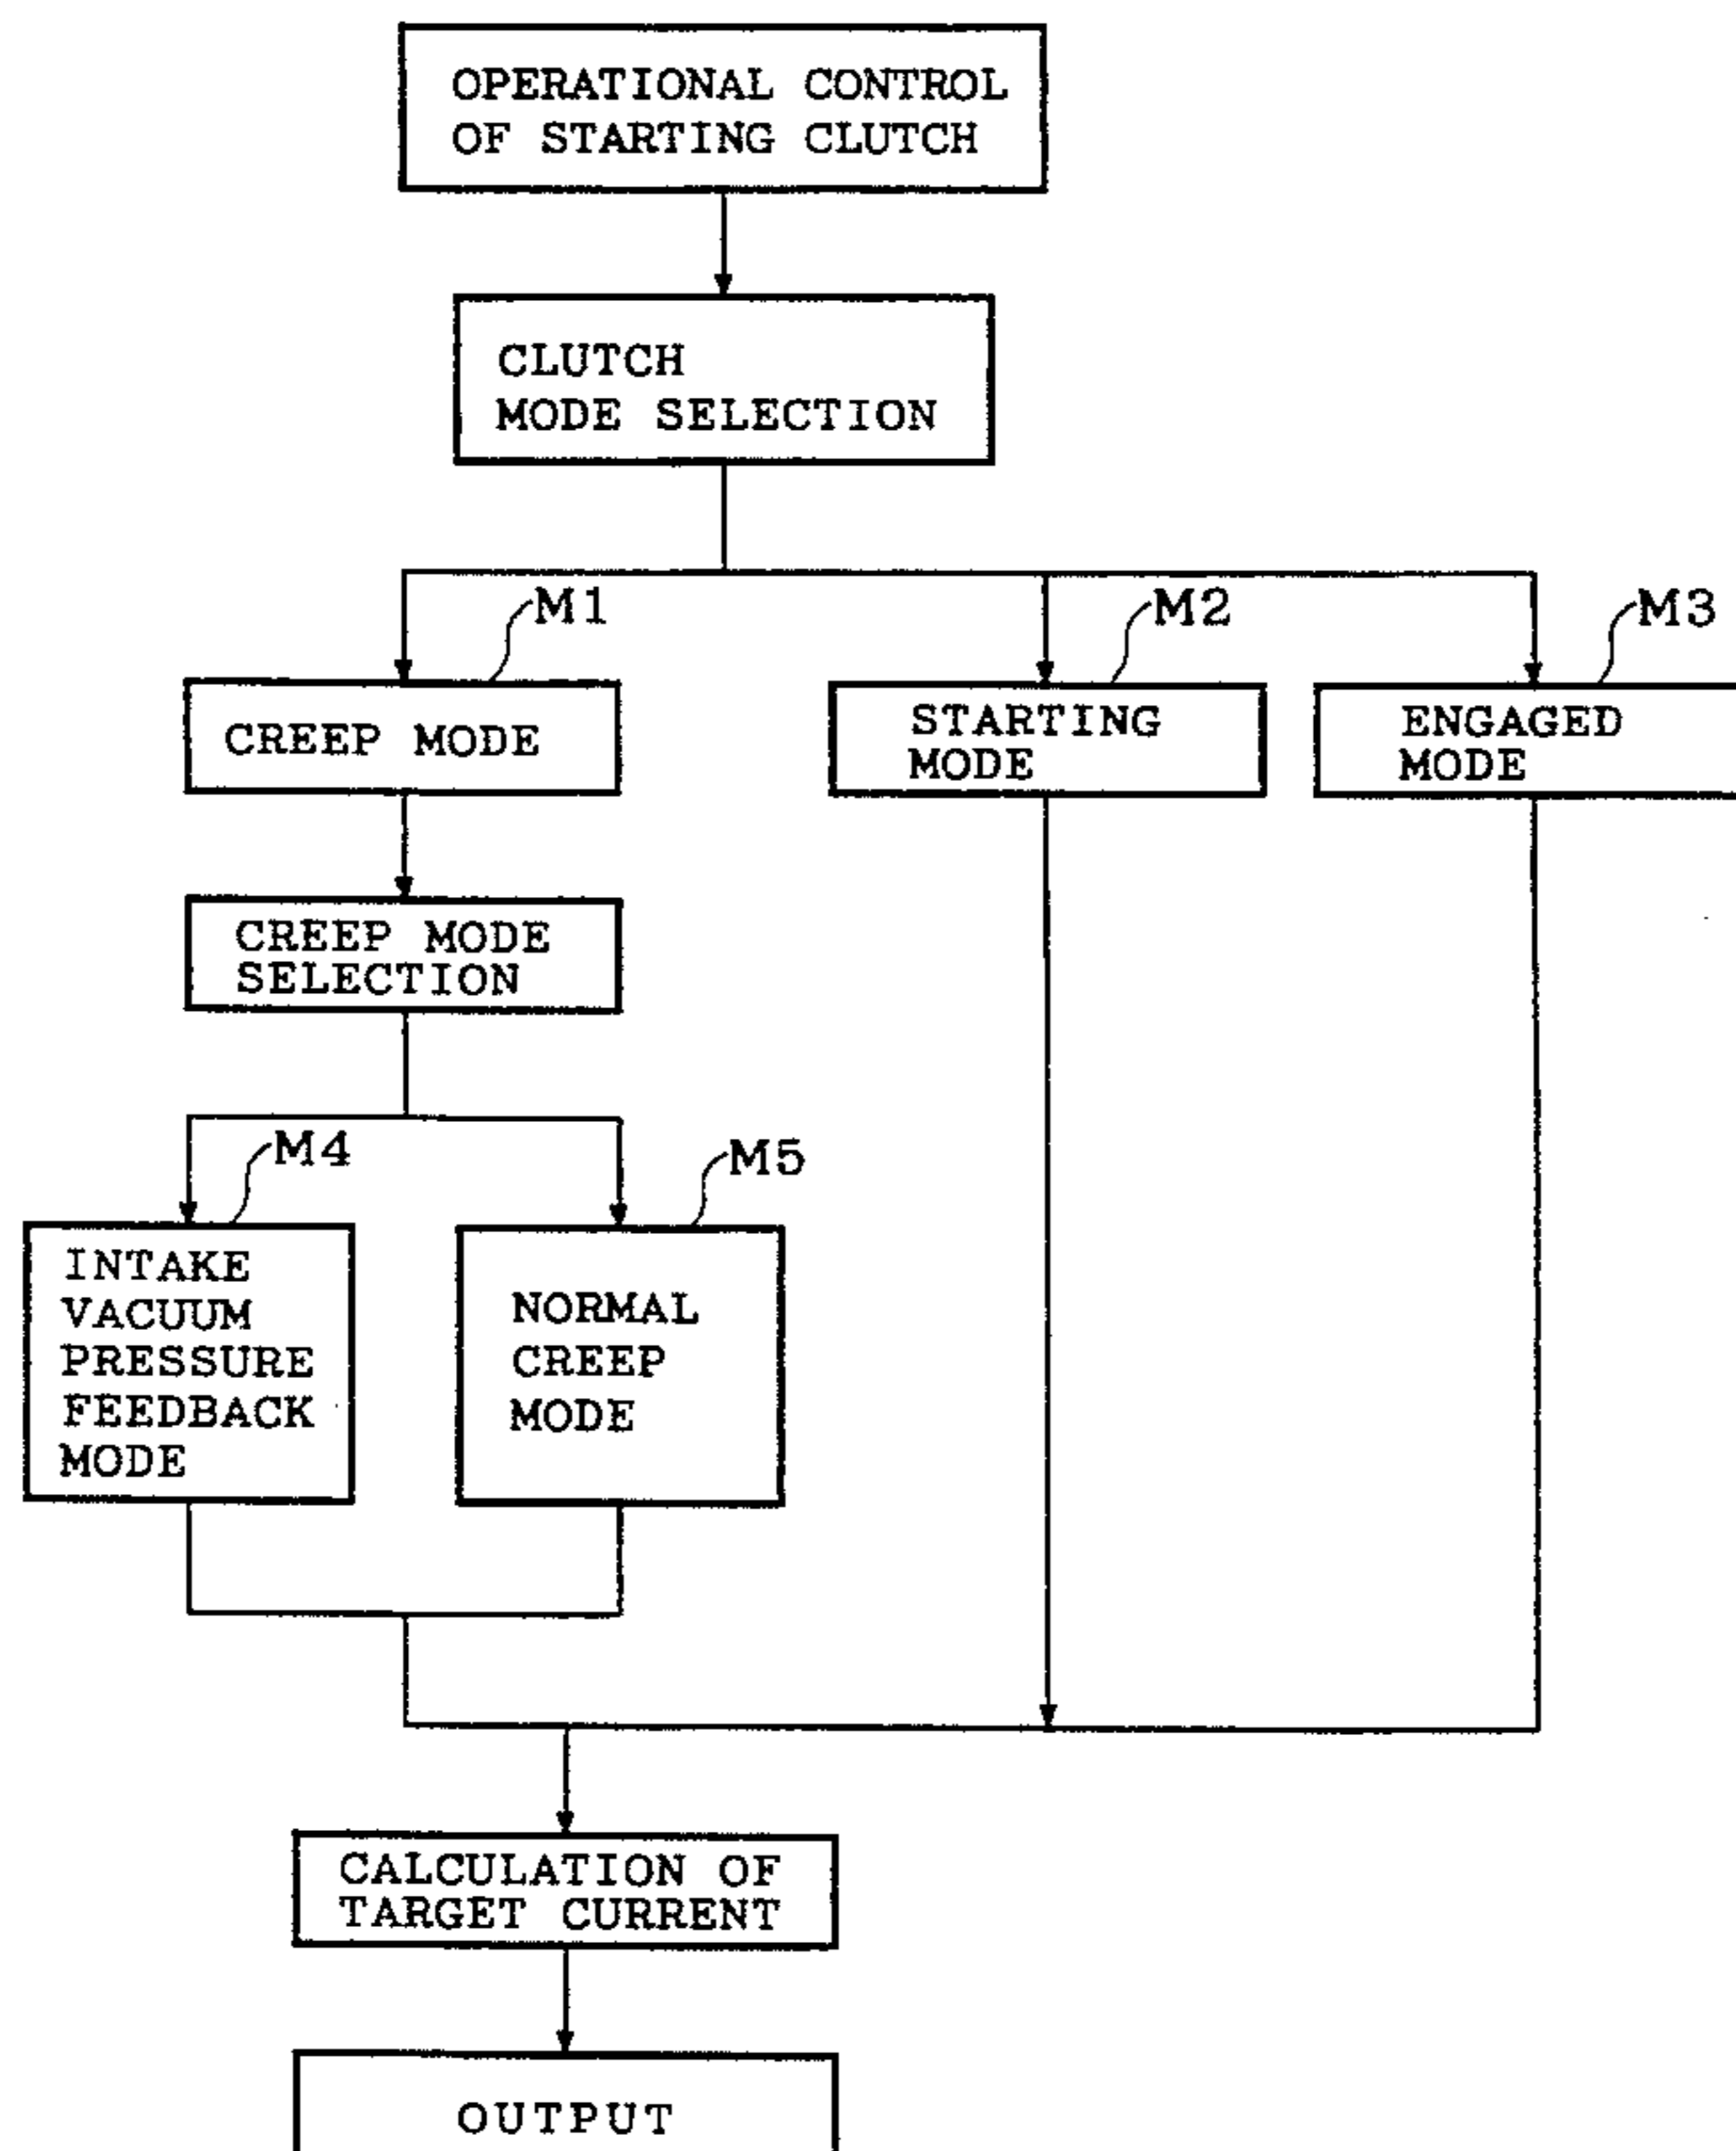 OPERATIONAL CONTROL
OF STARTING CLUTCH
CLUTCH
MODE SELECTION
M1
M2
M3
CREEP MODE
STARTING
MODE
ENGAGED
MODE
CREEP MODE
SELECTION
M4
M5
INTAKE
VACUUM
PRESSURE
FEEDBACK
MODE
NORMAL
CREEP
MODE
CALCULATION OF
TARGET CURRENT
OUTPUT